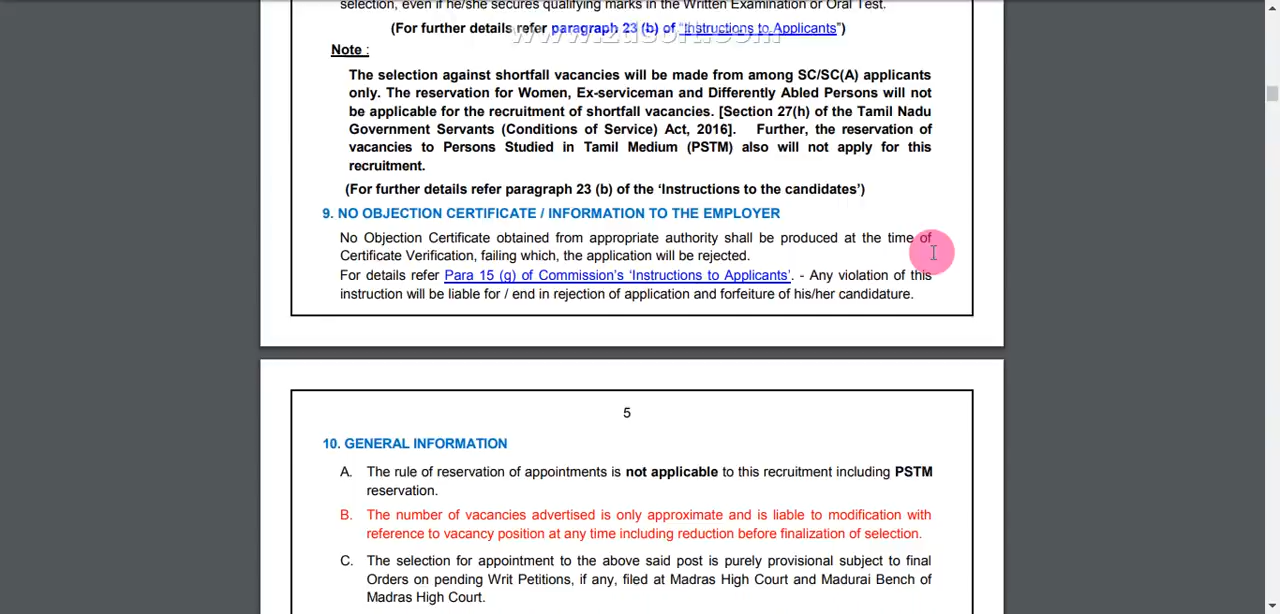 selection, even if he/she secures qualifying marks in the Written Examination or Oral Test.
(For further details refer paragraph 23 (b) of “Instructions to Applicants”)
Note :
The selection against shortfall vacancies will be made from among SC/SC(A) applicants
only. The reservation for Women, Ex-serviceman and Differently Abled Persons will not
be applicable for the recruitment of shortfall vacancies. [Section 27(h) of the Tamil Nadu
Government Servants (Conditions of Service) Act, 2016]. Further, the reservation of
vacancies to Persons Studied in Tamil Medium (PSTM) also will not apply for this
recruitment.
(For further details refer paragraph 23 (b) of the ‘Instructions to the candidates’)
9. NO OBJECTION CERTIFICATE / INFORMATION TO THE EMPLOYER
No Objection Certificate obtained from appropriate authority shall be produced at the time of
Certificate Verification, failing which, the application will be rejected.
For details refer Para 15 (g) of Commission’s ‘Instructions to Applicants’. - Any violation of this
instruction will be liable for / end in rejection of application and forfeiture of his/her candidature.
5
10. GENERAL INFORMATION
A. The rule of reservation of appointments is not applicable to this recruitment including PSTM
reservation.
B. The number of vacancies advertised is only approximate and is liable to modification with
reference to vacancy position at any time including reduction before finalization of selection.
C. The selection for appointment to the above said post is purely provisional subject to final
Orders on pending Writ Petitions, if any, filed at Madras High Court and Madurai Bench of
Madras High Court.